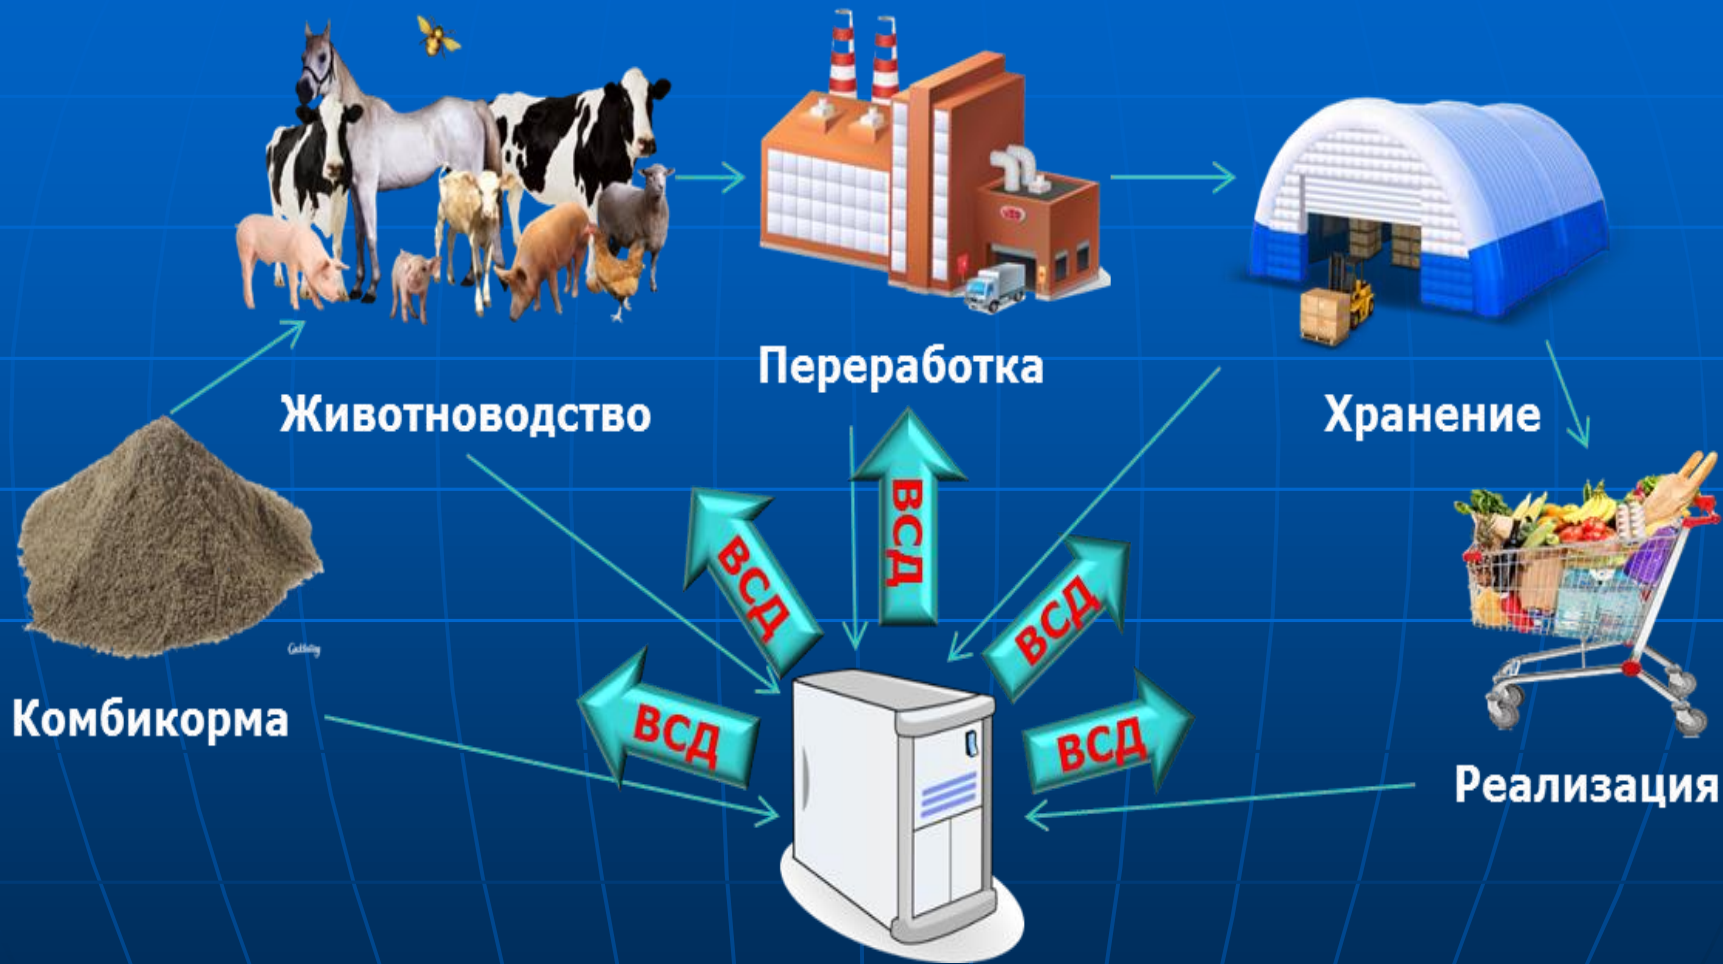 Переработка
Животноводство
Хранение
ВСД
ВСД
ВСД
Комбикорма
ВСД
ВСД
Реализация